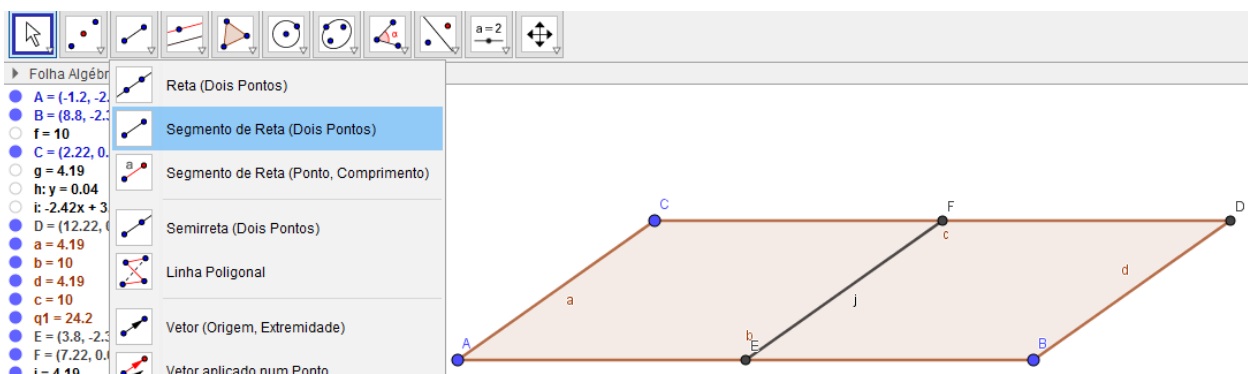 α a = 2
Folha Algébr
A = (-1.2, -2.
B = (8.8, -2.3
f = 10
C = (2.22, 0.
g = 4.19
h: y = 0.04
i: -2.42x + 3
D = (12.22, (
a = 4.19
b = 10
d = 4.19
c = 10
q1 = 24.2
E = (3.8, -2.3
F = (7.22, 0.0
j = 4.19
Reta (Dois Pontos)
Segmento de Reta (Dois Pontos)
a
Segmento de Reta (Ponto, Comprimento)
Semirreta (Dois Pontos)
Linha Poligonal
Vetor (Origem, Extremidade)
Vetor aplicado num Ponto
C F D
c
d
a j
A b E B